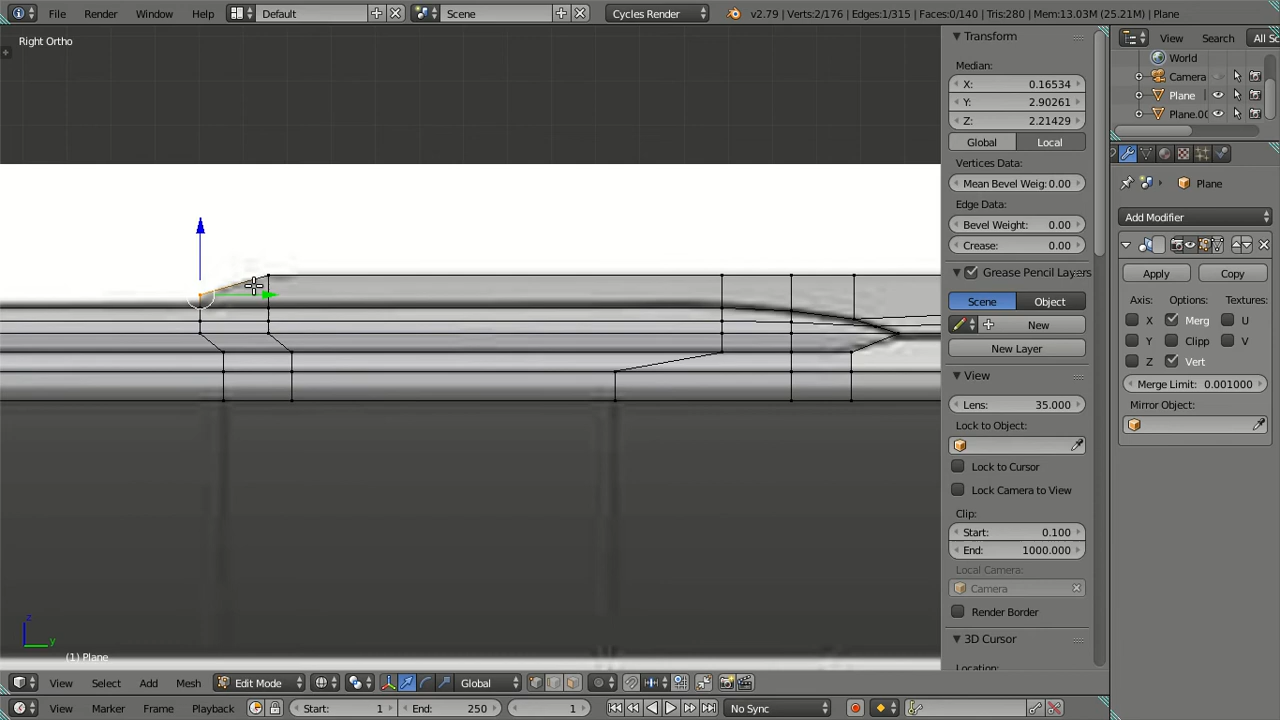 File Render Window Help Default Scene Cycles Render v2.79 | Verts:2/176 | Edges:1/315 | Faces:0/140 | Tris:280 | Mem:13.03M (25.21M) | Plane
Right Ortho
Transform
Median:
X: 0.16534
Y: 2.90261
Z: 2.21429
Global Local
Vertices Data:
Mean Bevel Weig: 0.00
Edge Data:
Bevel Weight: 0.00
Crease: 0.00
Grease Pencil Layers
Scene Object
New
New Layer
View
Lens: 35.000
Lock to Object:
Lock to Cursor
Lock Camera to View
Clip:
Start: 0.100
End: 1000.000
Local Camera:
Camera
Render Border
3D Cursor
Location:
View Search All Sc
World
Camera
Plane
Plane.00
Plane
Add Modifier
Apply Copy
Axis: Options: Textures:
X Merg U
Y Clipp V
Z Vert
Merge Limit: 0.001000
Mirror Object:
z
y
(1) Plane
View Select Add Mesh Edit Mode Global
View Marker Frame Playback Start: 1 End: 250 1 No Sync